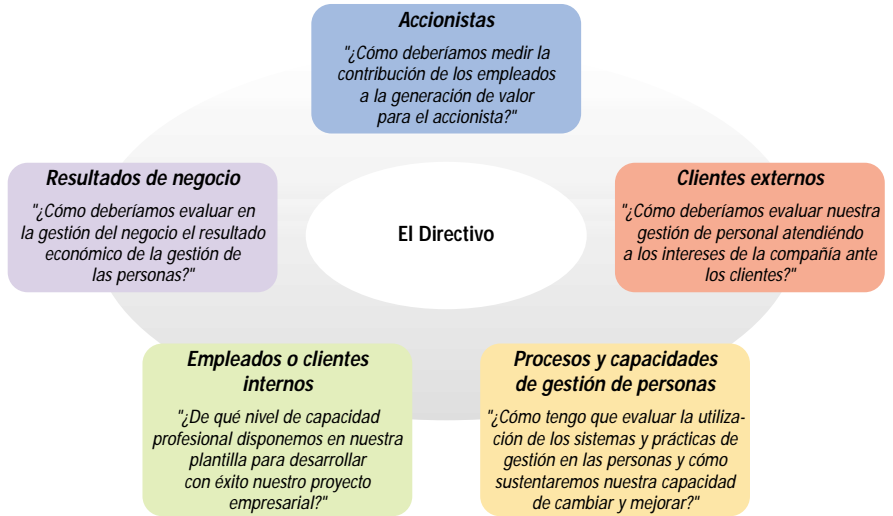 Accionistas
"¿Cómo deberíamos medir la
contribución de los empleados
a la generación de valor
para el accionista?"
Resultados de negocio
"¿Cómo deberíamos evaluar en
la gestión del negocio el resultado
económico de la gestión de
las personas?"
El Directivo
Clientes externos
"¿Cómo deberíamos evaluar nuestra
gestión de personal atendiéndo
a los intereses de la compañía ante
los clientes?"
Empleados o clientes
internos
"¿De qué nivel de capacidad
profesional disponemos en nuestra
plantilla para desarrollar
con éxito nuestro proyecto
empresarial?"
Procesos y capacidades
de gestión de personas
"¿Cómo tengo que evaluar la utiliza-
ción de los sistemas y prácticas de
gestión en las personas y cómo
sustentaremos nuestra capacidad
de cambiar y mejorar?"